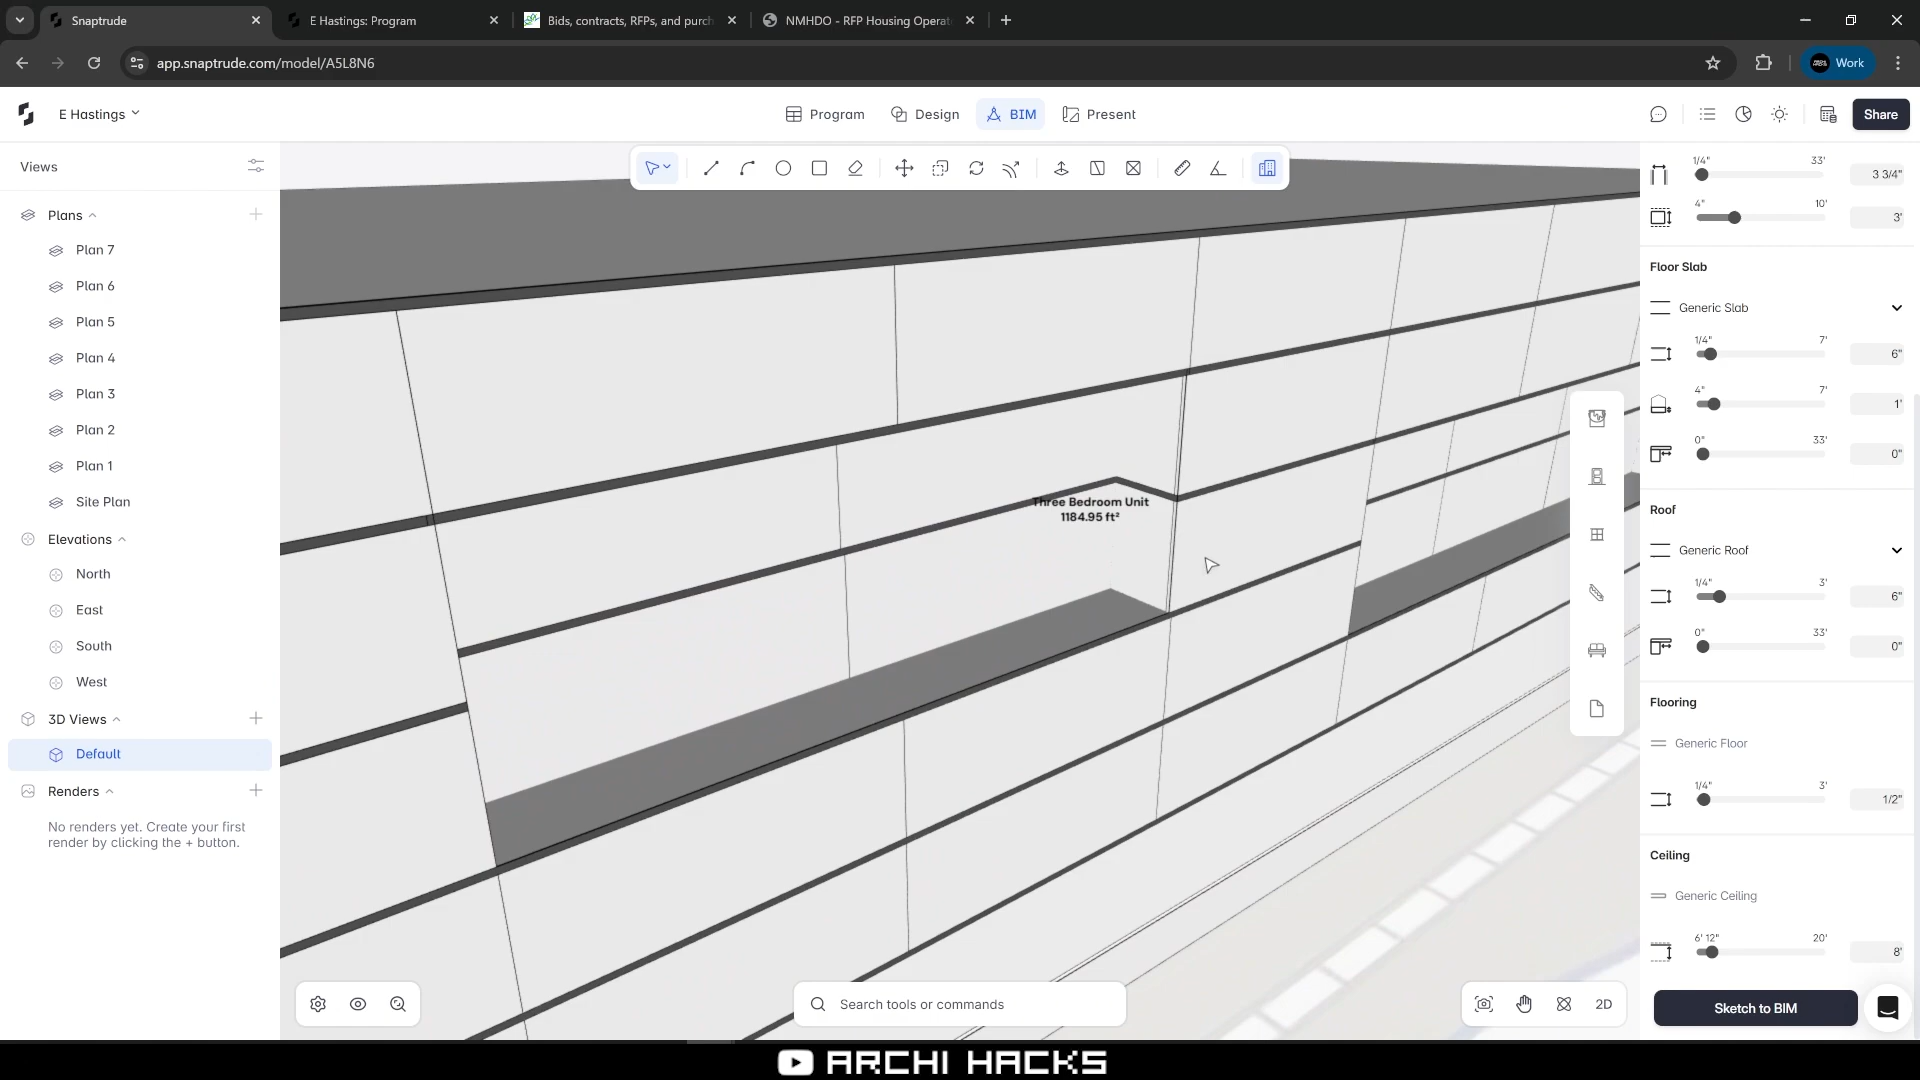 Snaptrude
E Hastings: Program
Bids, contracts, RFPs, and purch
NMHDO - RFP Housing Operat
app.snaptrude.com/model/A5L8N6
Work
E Hastings
Program
Design
BIM
Present
Share
Views
Plans
Plan 7
Plan 6
Plan 5
Plan 4
Plan 3
Plan 2
Plan 1
Site Plan
Elevations
North
East
South
West
3D Views
Default
Renders
No renders yet. Create your first
render by clicking the + button.
Three Bedroom Unit
1184.95 ft²
1/4" 33'
3 3/4"
4" 10'
3'
Floor Slab
Generic Slab
1/4" 7'
6"
4" 7'
1'
0" 33'
0"
Roof
Generic Roof
1/4" 3'
6"
0" 33'
0"
Flooring
Generic Floor
1/4" 3'
1/2"
Ceiling
Generic Ceiling
6' 12" 20'
8'
Search tools or commands
2D
Sketch to BIM
ARCHI HACKS